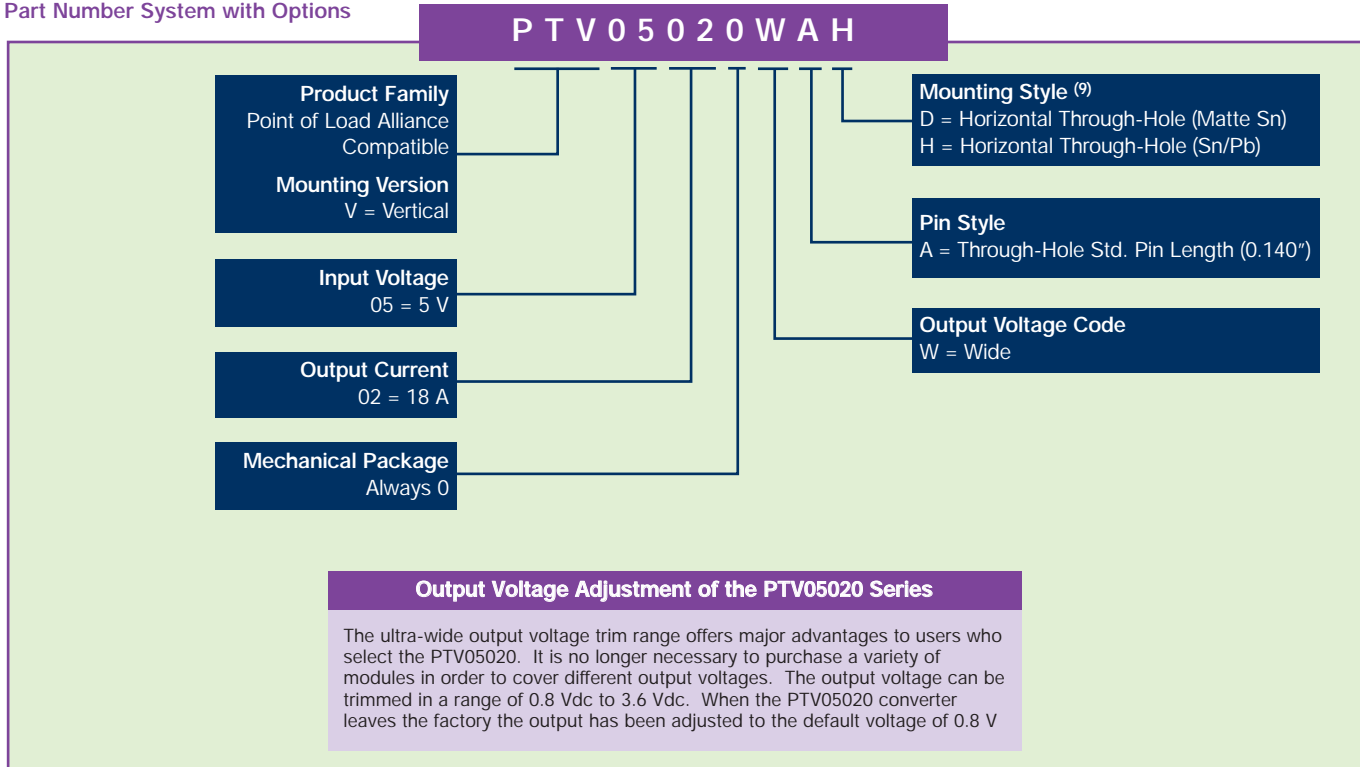 Part Number System with Options
P T V 0 5 0 2 0 W A H
Product Family
Point of Load Alliance
Compatible
Mounting Version
V = Vertical
Input Voltage
05 = 5 V
Output Current
02 = 18 A
Mechanical Package
Always 0
Mounting Style (9)
D = Horizontal Through-Hole (Matte Sn)
H = Horizontal Through-Hole (Sn/Pb)
Pin Style
A = Through-Hole Std. Pin Length (0.140")
Output Voltage Code
W = Wide
Output Voltage Adjustment of the PTV05020 Series
The ultra-wide output voltage trim range offers major advantages to users who
select the PTV05020. It is no longer necessary to purchase a variety of
modules in order to cover different output voltages. The output voltage can be
trimmed in a range of 0.8 Vdc to 3.6 Vdc. When the PTV05020 converter
leaves the factory the output has been adjusted to the default voltage of 0.8 V